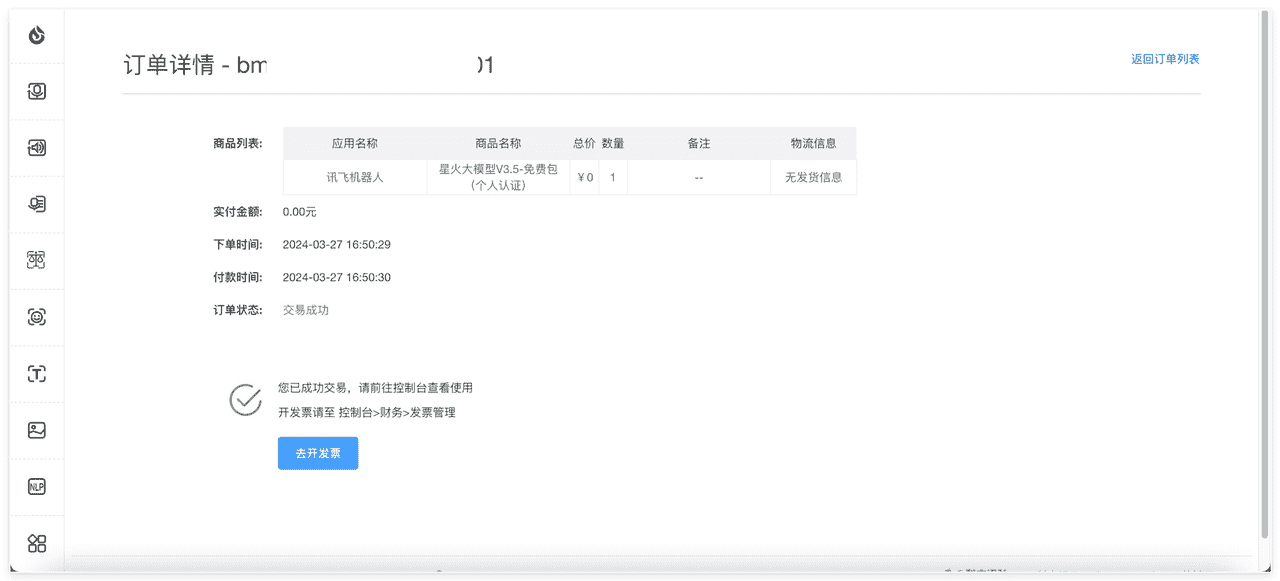 订单详情 - bm
01
返回订单列表
商品列表: 应用名称 商品名称 总价 数量 备注 物流信息
讯飞机器人 星火大模型V3.5-免费包 ￥0 1 -- 无发货信息
（个人认证）
实付金额: 0.00元
下单时间: 2024-03-27 16:50:29
付款时间: 2024-03-27 16:50:30
订单状态: 交易成功
您已成功交易，请前往控制台查看使用
开发票请至 控制台>财务>发票管理
去开发票
NLP